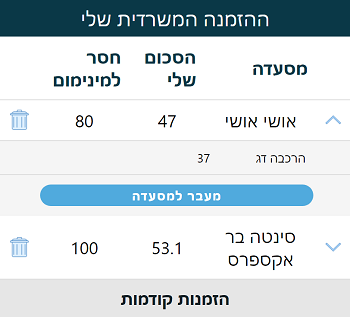 ההזמנה המשרדית שלי
מסעדה הסכום שלי חסר למינימום
אושי אושי 47 80
הרכבה דג 37
מעבר למסעדה
סינטה בר אקספרס 53.1 100
הזמנות קודמות